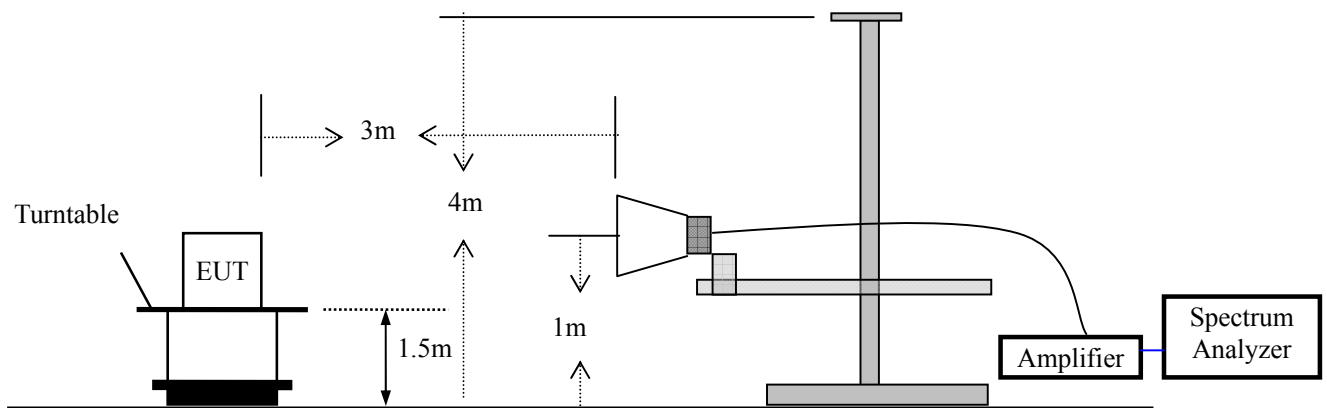 3m
4m
Turntable
EUT
1m
1.5m
Amplifier
Spectrum
Analyzer